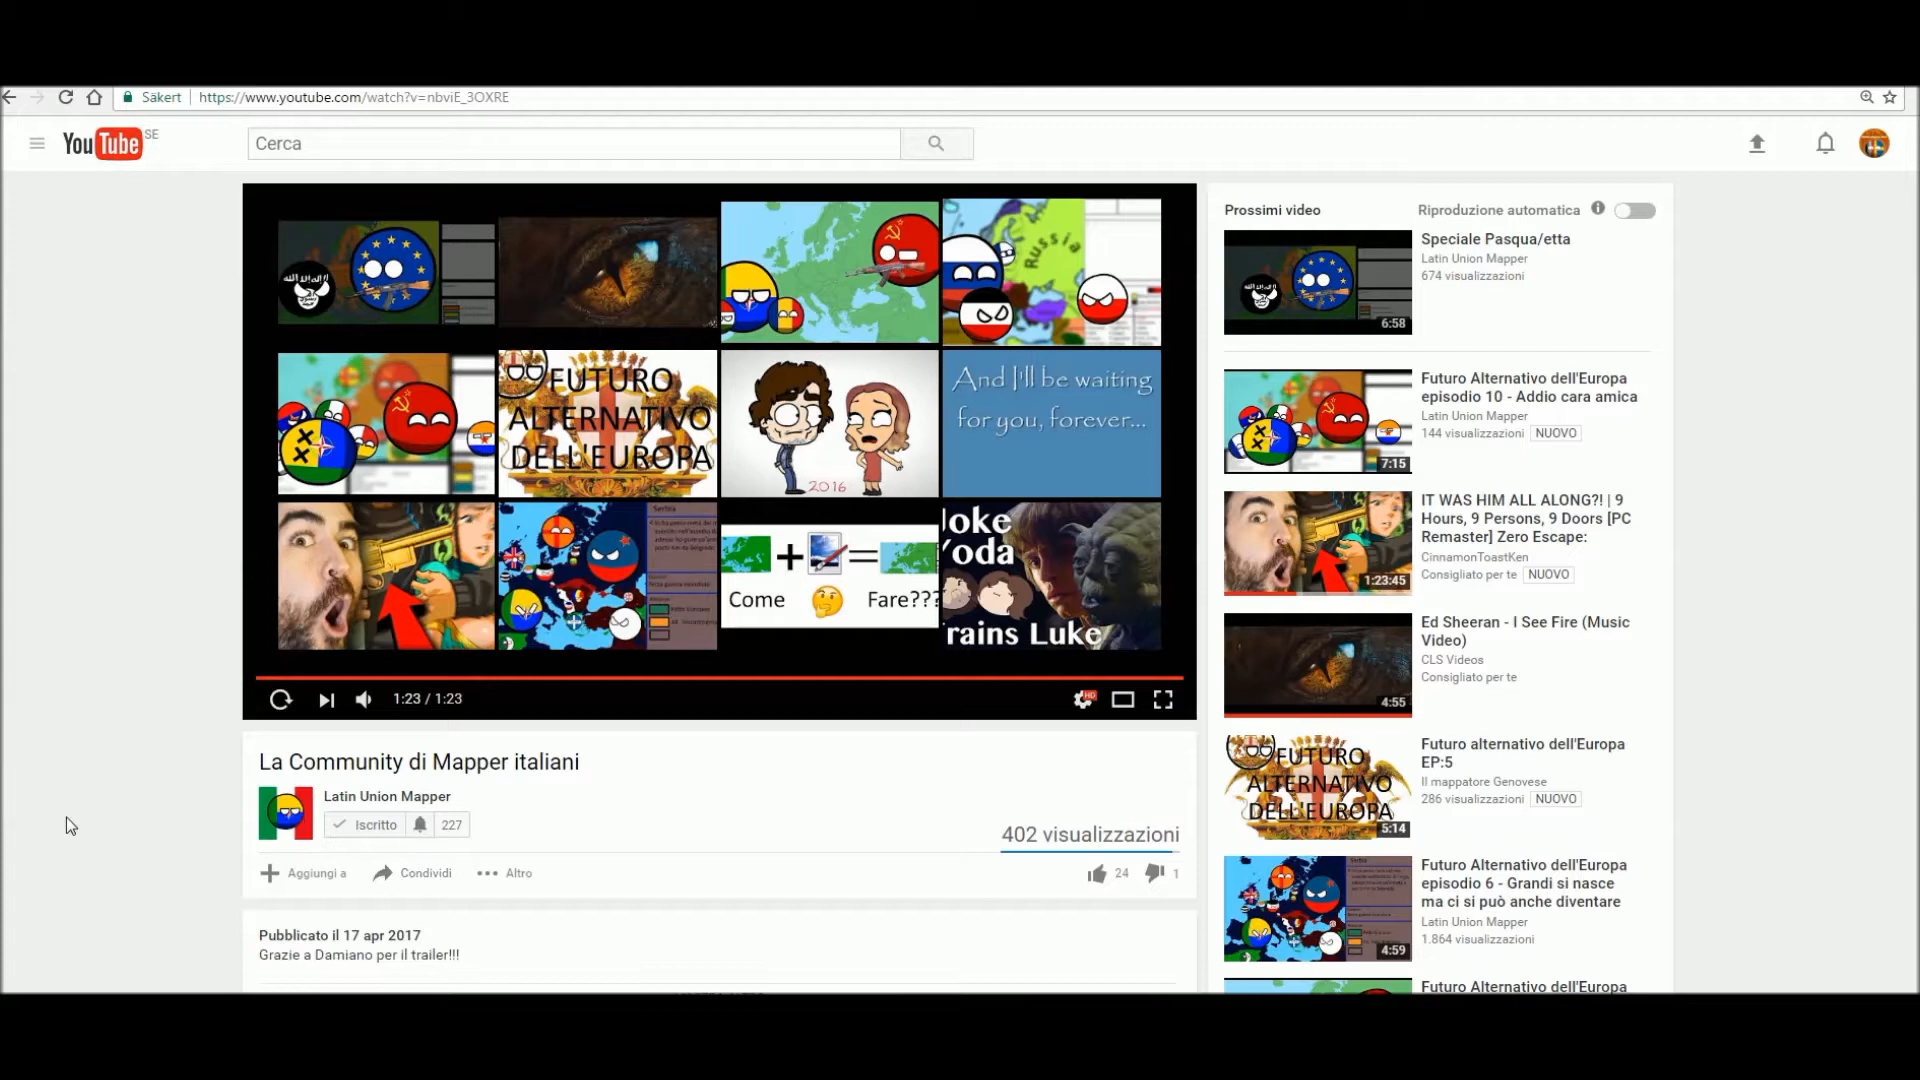 Säkert
https://www.youtube.com/watch?v=nbviE_3OXRE
YouTube SE
Cerca
Russia
FUTURO
ALTERNATIVO
DELL'EUROPA
2016
And I'll be waiting
for you, forever...
Serbia
Come Fare???
Joke
Yoda
Trains Luke
1:23 / 1:23
HD
La Community di Mapper italiani
Latin Union Mapper
Iscritto 227
402 visualizzazioni
Aggiungi a Condividi Altro
24 1
Pubblicato il 17 apr 2017
Grazie a Damiano per il trailer!!!
Prossimi video
Riproduzione automatica
6:58
Speciale Pasqua/etta
Latin Union Mapper
674 visualizzazioni
7:15
Futuro Alternativo dell'Europa
episodio 10 - Addio cara amica
Latin Union Mapper
144 visualizzazioni NUOVO
1:23:45
IT WAS HIM ALL ALONG?! | 9
Hours, 9 Persons, 9 Doors [PC
Remaster] Zero Escape:
CinnamonToastKen
Consigliato per te NUOVO
4:55
Ed Sheeran - I See Fire (Music
Video)
CLS Videos
Consigliato per te
FUTURO
ALTERNATIVO
DELL'EUROPA
5:14
Futuro alternativo dell'Europa
EP:5
Il mappatore Genovese
286 visualizzazioni NUOVO
Serbia
4:59
Futuro Alternativo dell'Europa
episodio 6 - Grandi si nasce
ma ci si può anche diventare
Latin Union Mapper
1.864 visualizzazioni
Futuro Alternativo dell'Europa